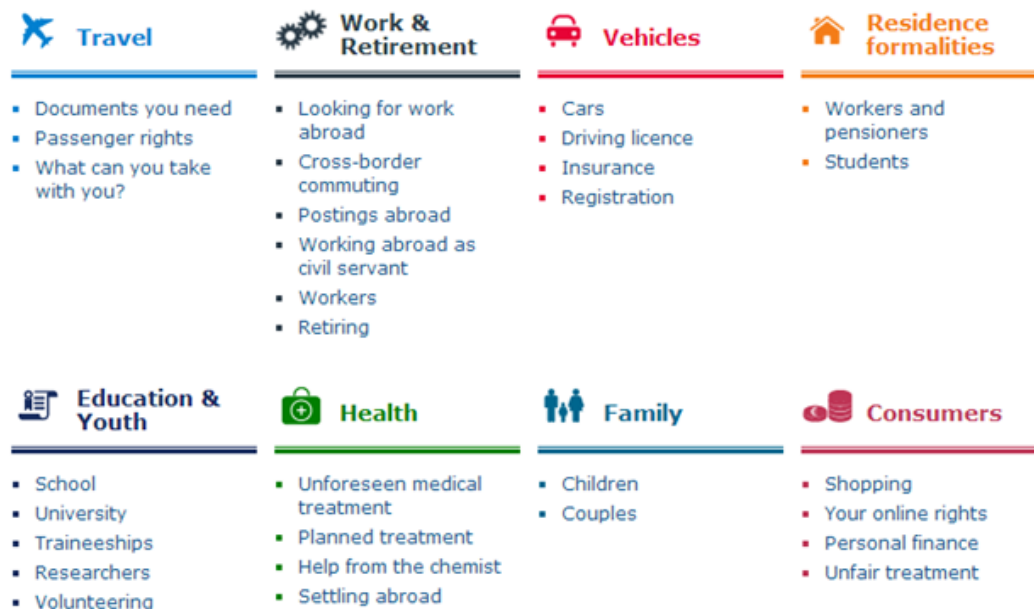 Travel
Documents you need
Passenger rights
What can you take
with you?
Work &
Retirement
Looking for work
abroad
Cross-border
commuting
Postings abroad
Working abroad as
civil servant
Workers
Retiring
Vehicles
Cars
Driving licence
Insurance
Registration
Residence
formalities
Workers and
pensioners
Students
Education &
Youth
School
University
Traineeships
Researchers
Volunteering
Health
Unforeseen medical
treatment
Planned treatment
Help from the chemist
Settling abroad
Family
Children
Couples
Consumers
Shopping
Your online rights
Personal finance
Unfair treatment